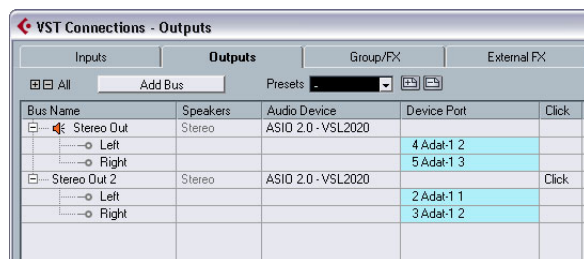 VST Connections - Outputs
Inputs Outputs Group/FX External FX
All Add Bus Presets -
Bus Name Speakers Audio Device Device Port Click
Stereo Out Stereo ASIO 2.0 - VSL2020
Left 4 Adat-1 2
Right 5 Adat-1 3
Stereo Out 2 Stereo ASIO 2.0 - VSL2020 Click
Left 2 Adat-1 1
Right 3 Adat-1 2